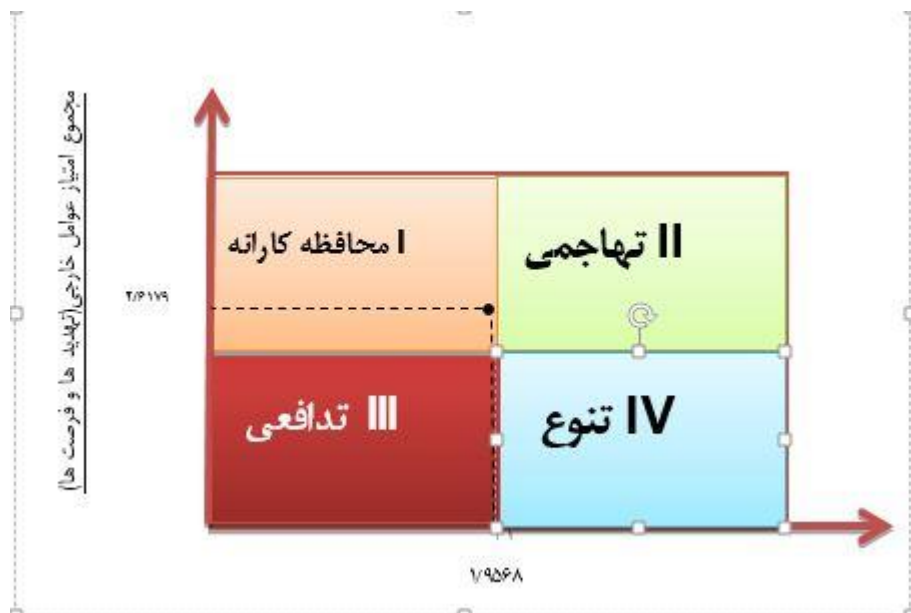 مجموع امتیاز عوامل خارجی(تهدید ها و فرصت ها)
I محافظه کارانه
II تهاجمی
۲/۶۱۷۹
III تدافعی
IV تنوع
۱/۹۵۶۸